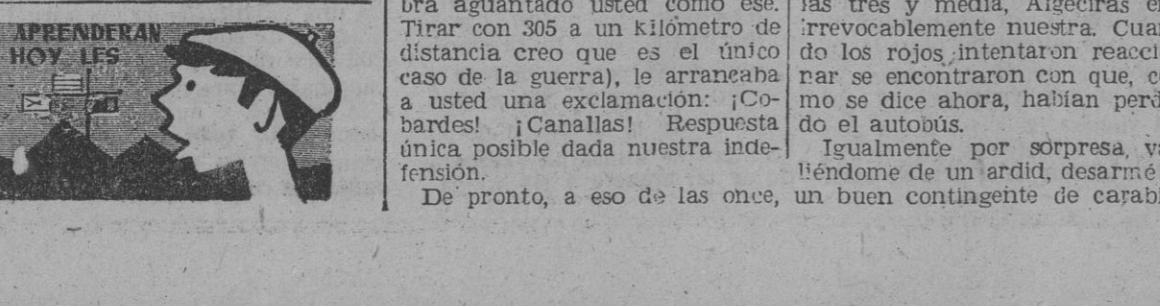 APRENDERAN
HOY LES
bra aguantado usted como ese.
Tirar con 305 a un kilómetro de
distancia creo que es el único
caso de la guerra), le arrancaba
a usted una exclamación: ¡Co-
bardes! ¡Canallas! Respuesta
única posible dada nuestra inde-
fensión.
De pronto, a eso de las once,
las tres y media, Algeciras e
irrevocablemente nuestra. Cua
do los rojos intentaron reacci
nar se encontraron con que, c
mo se dice ahora, habían perd
do el autobús.
Igualmente por sorpresa, va
liéndome de un ardid, desarmé
un buen contingente de carabi